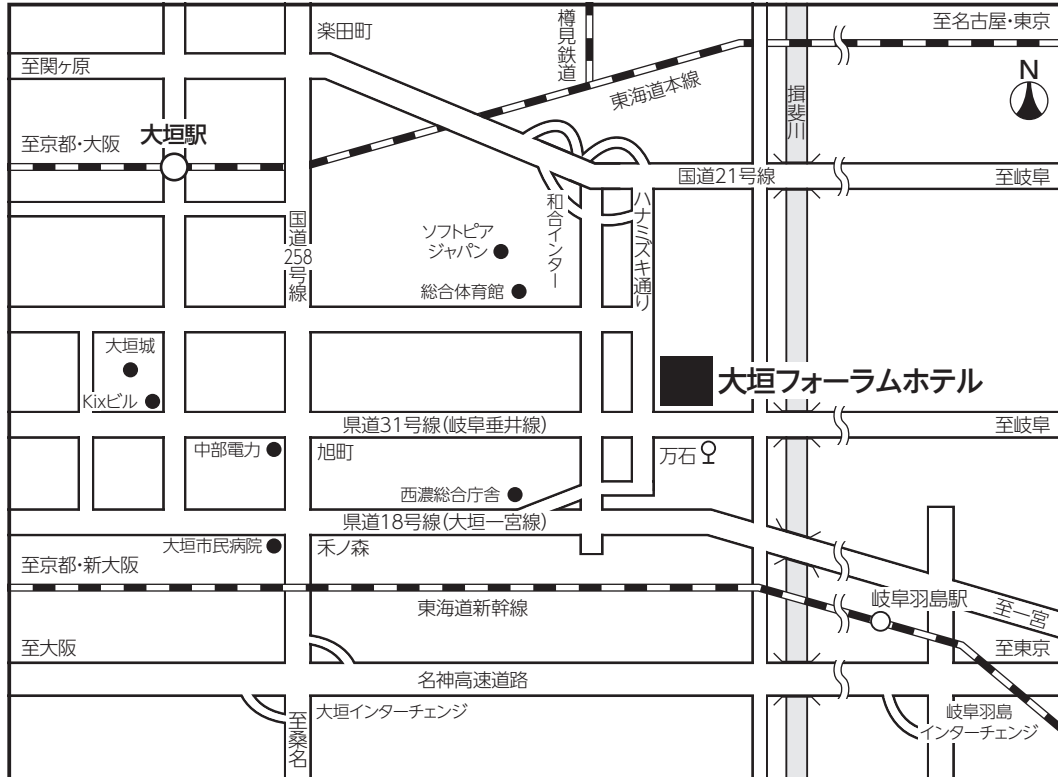 楽田町
樽見鉄道
至名古屋・東京
至関ヶ原
東海道本線
揖斐川
N
至京都・大阪
大垣駅
国道21号線
至岐阜
国道258号線
ソフトピア
ジャパン
和合インター
ハナミズキ通り
総合体育館
大垣城
Kixビル
大垣フォーラムホテル
県道31号線(岐阜垂井線)
至岐阜
中部電力
旭町
万石
西濃総合庁舎
県道18号線(大垣一宮線)
大垣市民病院
禾ノ森
至京都・新大阪
東海道新幹線
岐阜羽島駅
至一宮
至大阪
至東京
名神高速道路
大垣インターチェンジ
至桑名
岐阜羽島
インターチェンジ